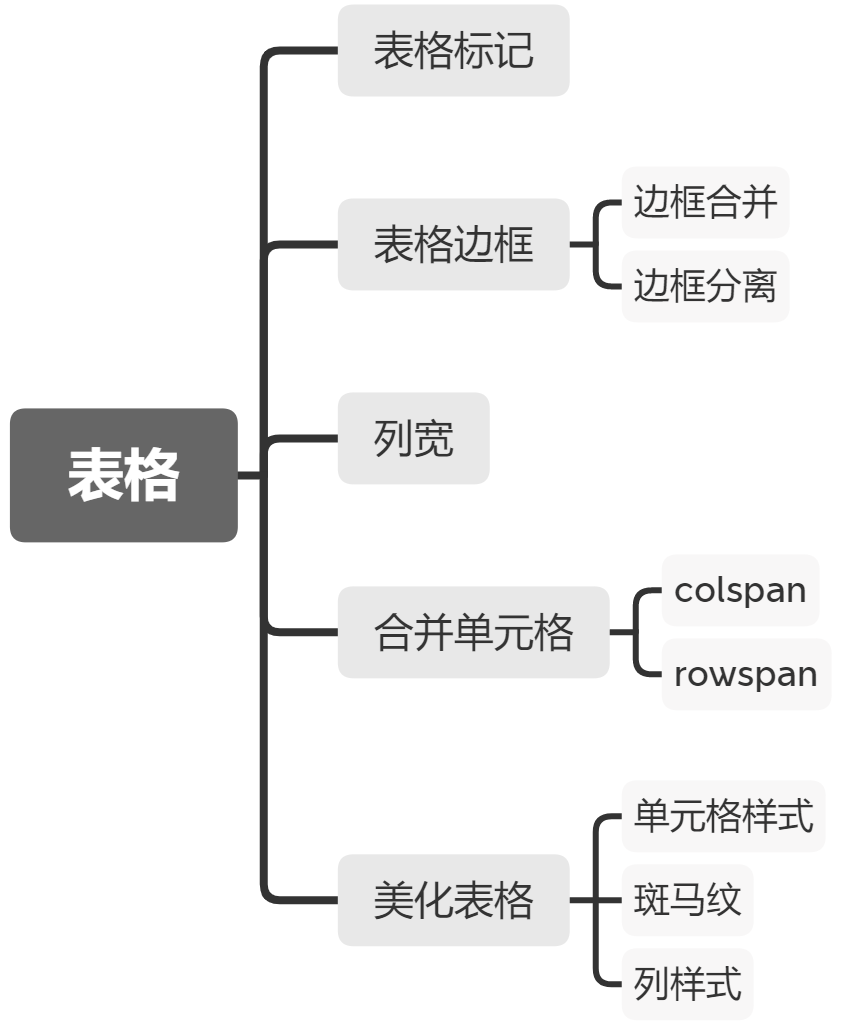 表格
表格标记
表格边框
边框合并
边框分离
列宽
合并单元格
colspan
rowspan
美化表格
单元格样式
斑马纹
列样式